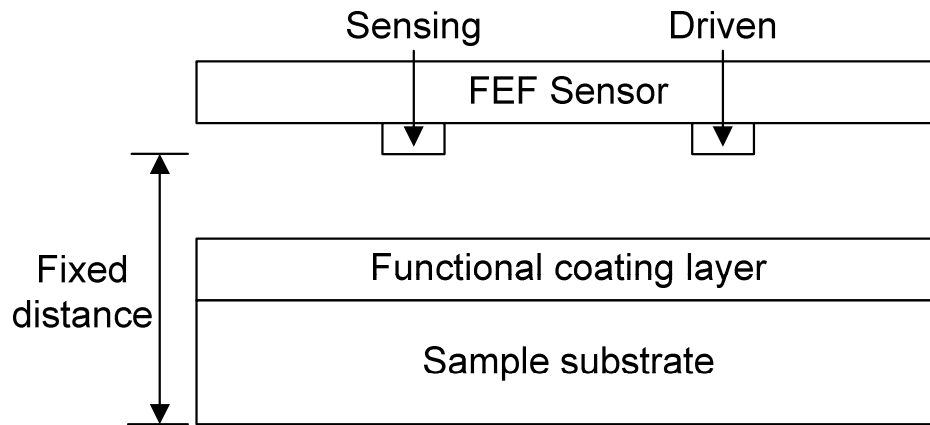 Sensing
Driven
FEF Sensor
Fixed
distance
Functional coating layer
Sample substrate